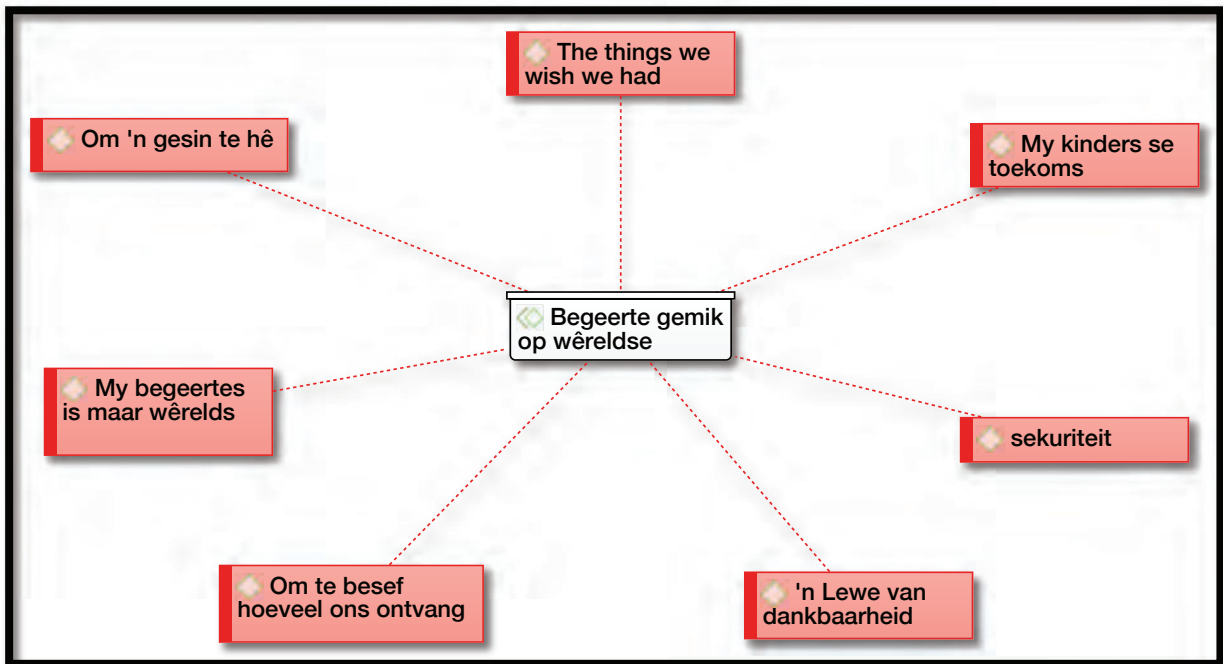 The things we
wish we had
Om 'n gesin te hê
My kinders se
toekoms
Begeerte gemik
op wêreldse
My begeertes
is maar wêrelds
sekuriteit
Om te besef
hoeveel ons ontvang
'n Lewe van
dankbaarheid